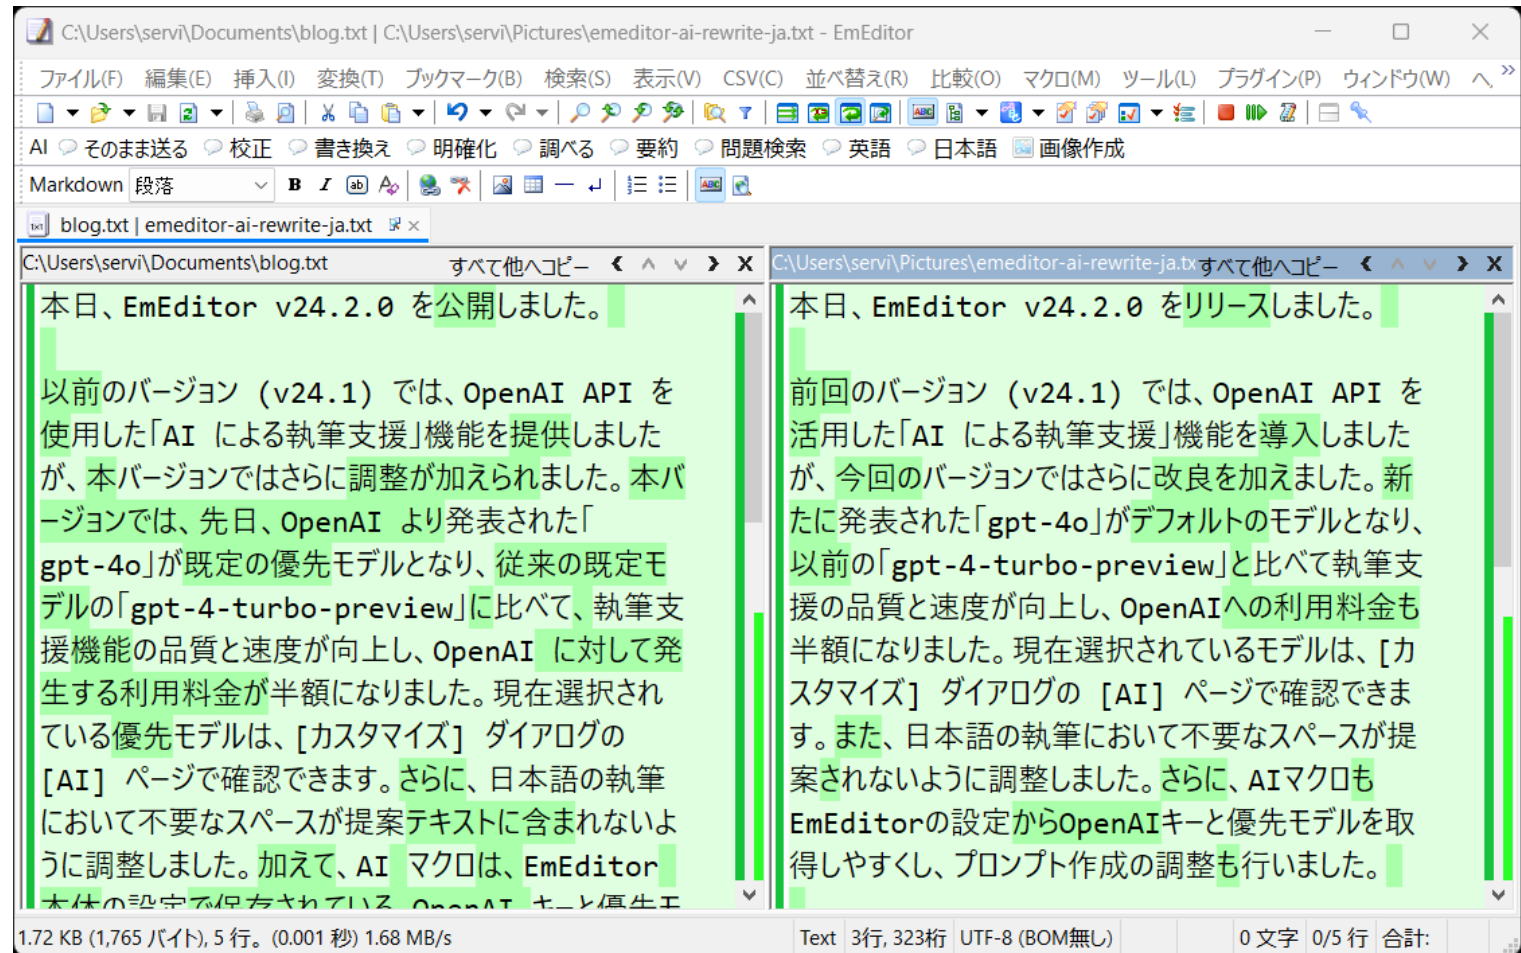 C:\Users\servi\Documents\blog.txt | C:\Users\servi\Pictures\emeditor-ai-rewrite-ja.txt - EmEditor
ファイル(F) 編集(E) 挿入(I) 変換(T) ブックマーク(B) 検索(S) 表示(V) CSV(C) 並べ替え(R) 比較(O) マクロ(M) ツール(L) プラグイン(P) ウィンドウ(W) ヘ
AI そのまま送る 校正 書き換え 明確化 調べる 要約 問題検索 英語 日本語 画像作成
Markdown 段落 B I ab
blog.txt | emeditor-ai-rewrite-ja.txt
C:\Users\servi\Documents\blog.txt すべて他へコピー
本日、EmEditor v24.2.0 を公開しました。
以前のバージョン (v24.1) では、OpenAI API を
使用した「AI による執筆支援」機能を提供しました
が、本バージョンではさらに調整が加えられました。本バ
ージョンでは、先日、OpenAI より発表された「
gpt-4o」が既定の優先モデルとなり、従来の既定モ
デルの「gpt-4-turbo-preview」に比べて、執筆支
援機能の品質と速度が向上し、OpenAI に対して発
生する利用料金が半額になりました。現在選択され
ている優先モデルは、[カスタマイズ] ダイアログの
[AI] ページで確認できます。さらに、日本語の執筆
において不要なスペースが提案テキストに含まれないよ
うに調整しました。加えて、AI マクロは、EmEditor
本体の設定で保存されている OpenAI キーと優先モ
C:\Users\servi\Pictures\emeditor-ai-rewrite-ja.tx すべて他へコピー
本日、EmEditor v24.2.0 をリリースしました。
前回のバージョン (v24.1) では、OpenAI API を
活用した「AI による執筆支援」機能を導入しました
が、今回のバージョンではさらに改良を加えました。新
たに発表された「gpt-4o」がデフォルトのモデルとなり、
以前の「gpt-4-turbo-preview」と比べて執筆支
援の品質と速度が向上し、OpenAIへの利用料金も
半額になりました。現在選択されているモデルは、[カ
スタマイズ] ダイアログの [AI] ページで確認できま
す。また、日本語の執筆において不要なスペースが提
案されないように調整しました。さらに、AIマクロも
EmEditorの設定からOpenAIキーと優先モデルを取
得しやすくし、プロンプト作成の調整も行いました。
1.72 KB (1,765 バイト), 5 行。(0.001 秒) 1.68 MB/s Text 3行, 323桁 UTF-8 (BOM無し) 0 文字 0/5 行 合計: